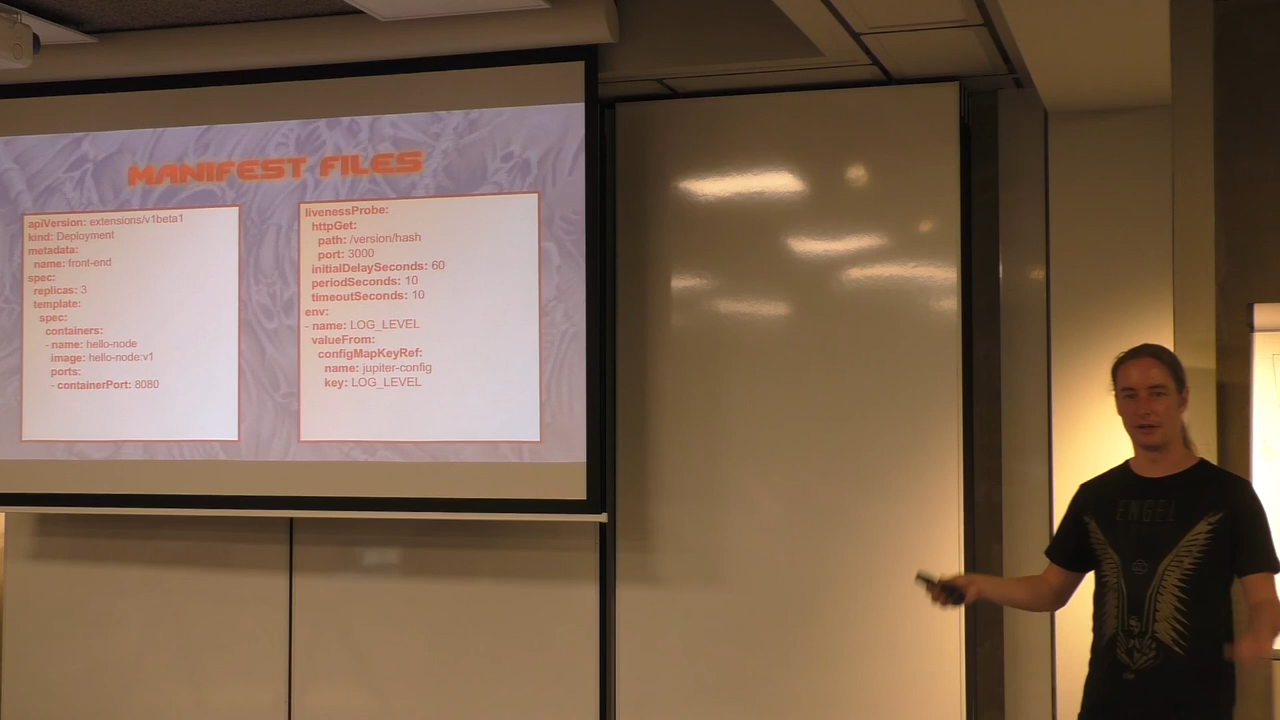 MANIFEST FILES
apiVersion: extensions/v1beta1
kind: Deployment
metadata:
name: front-end
spec:
replicas: 3
template:
spec:
containers:
- name: hello-node
image: hello-node:v1
ports:
- containerPort: 8080
livenessProbe:
httpGet:
path: /version/hash
port: 3000
initialDelaySeconds: 60
periodSeconds: 10
timeoutSeconds: 10
env:
- name: LOG_LEVEL
valueFrom:
configMapKeyRef:
name: jupiter-config
key: LOG_LEVEL
ENGEL